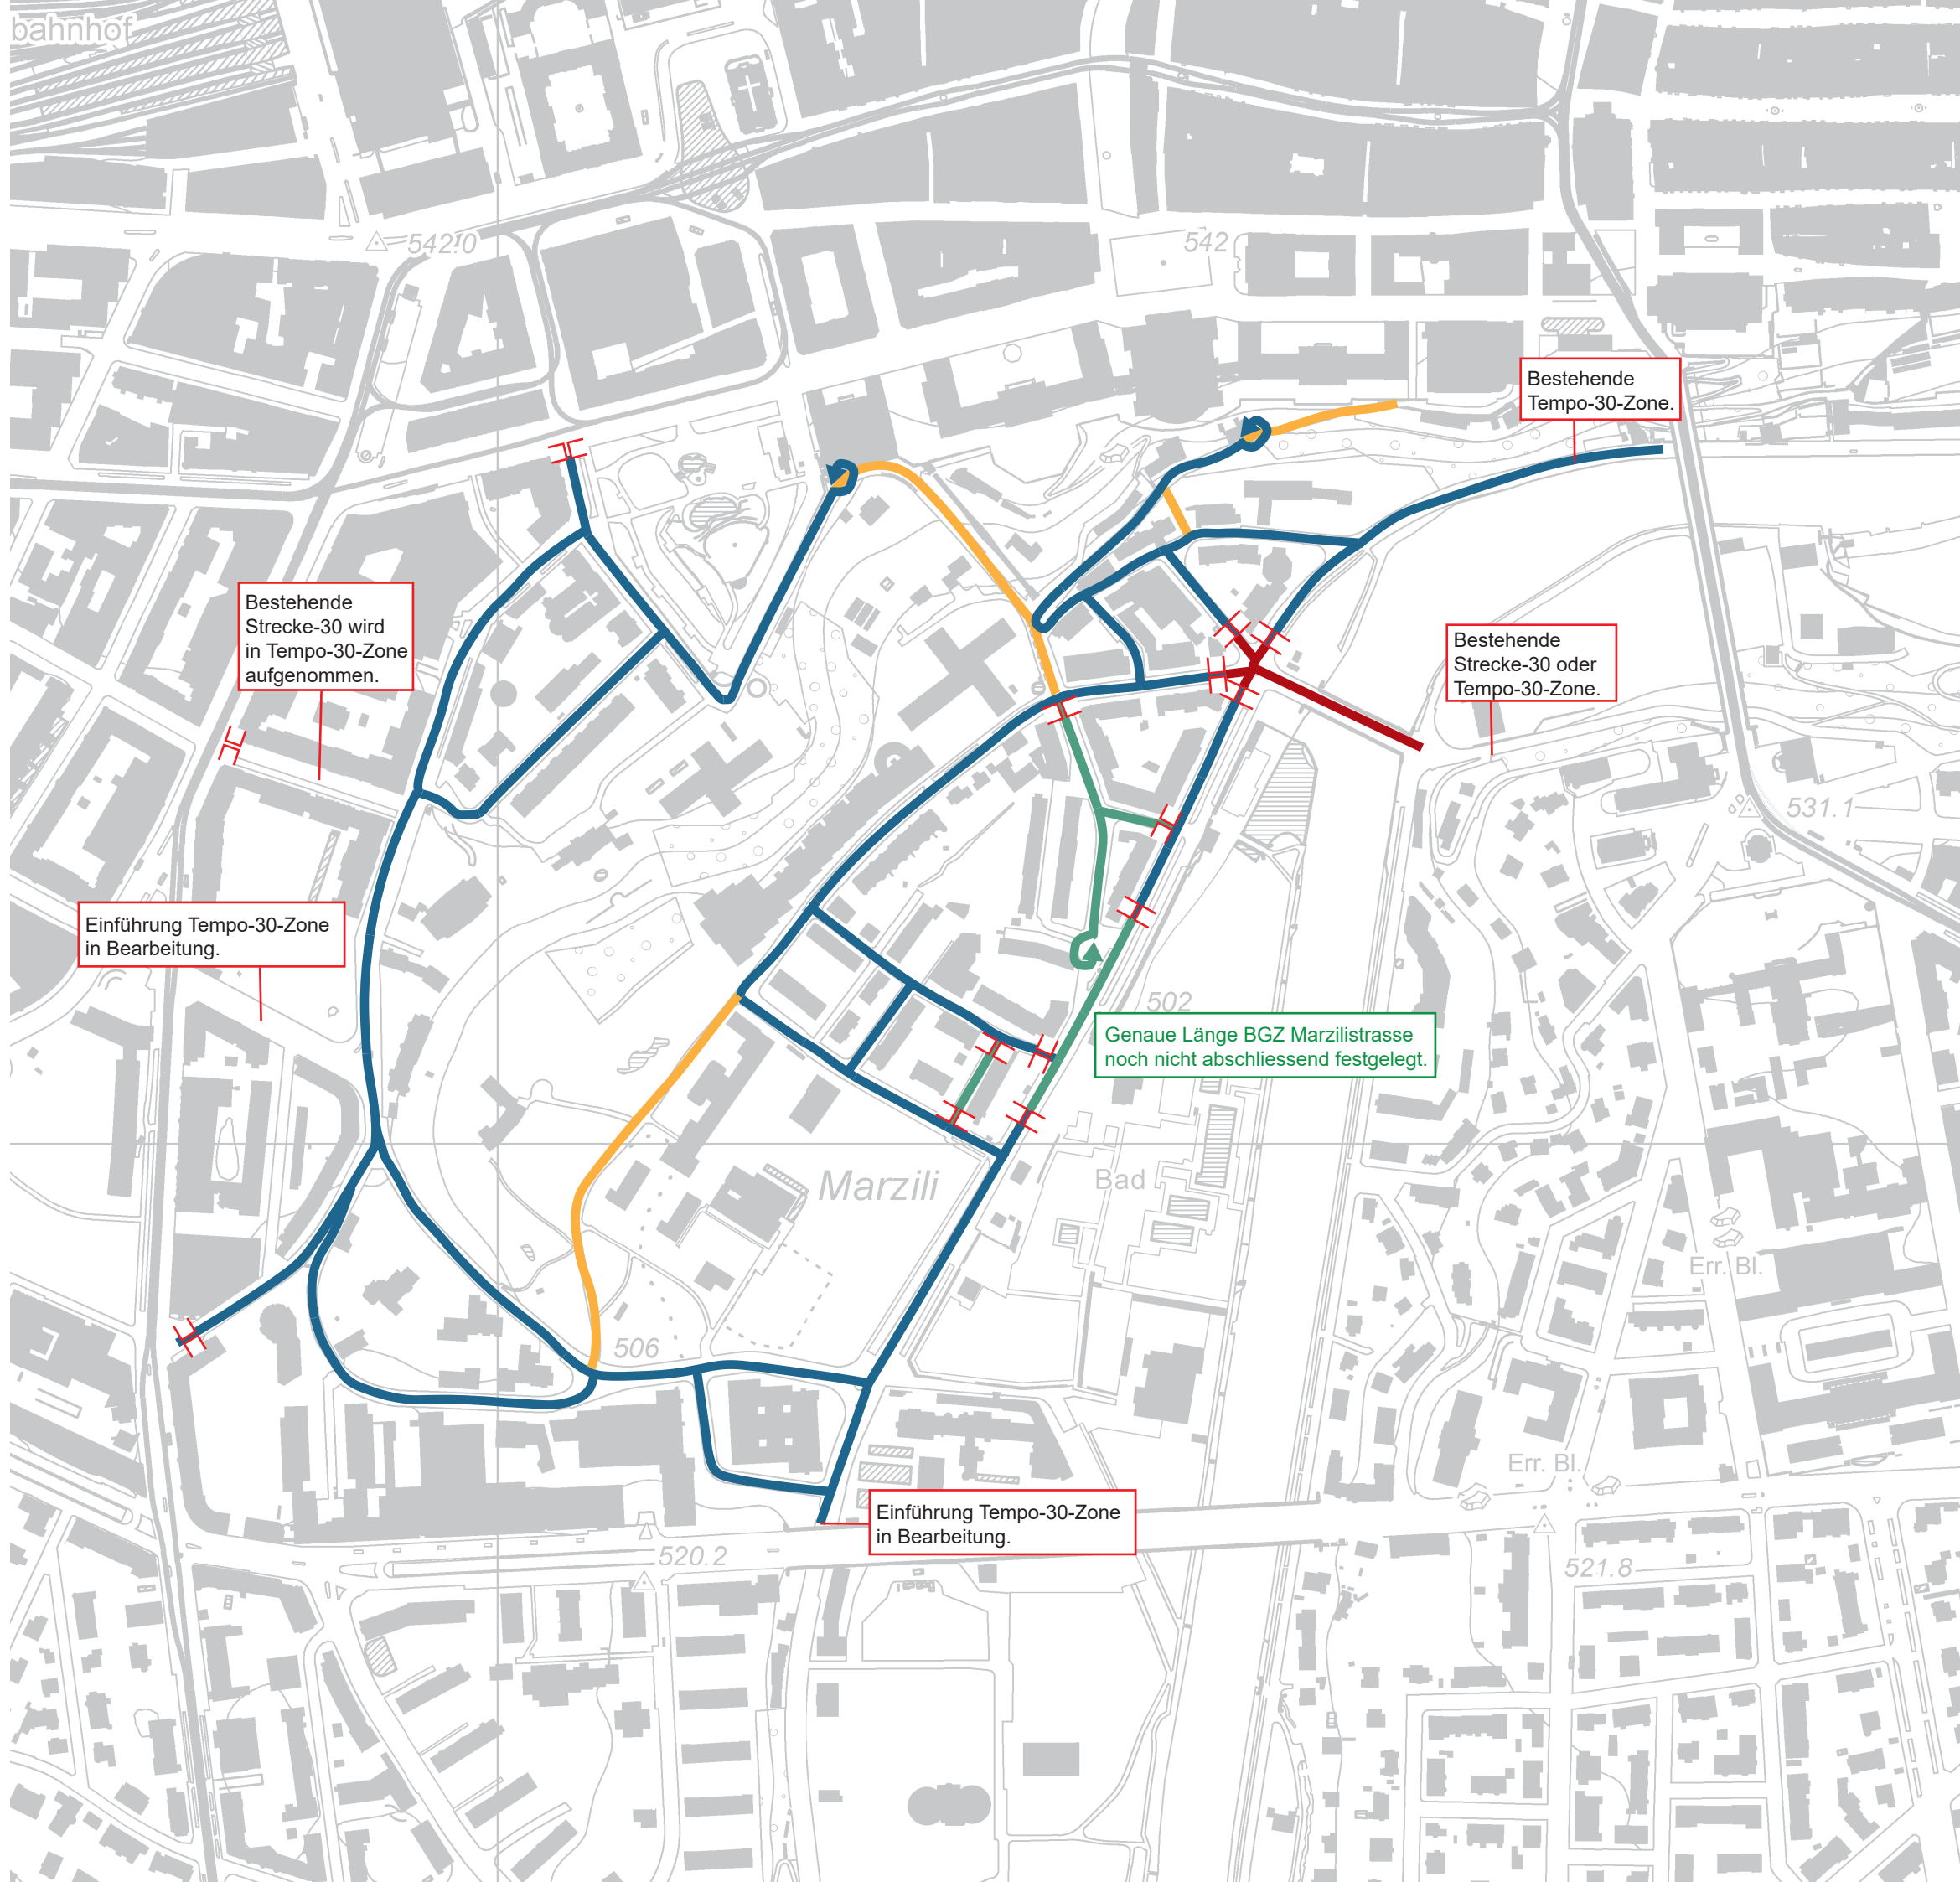 bahnhof
542.0
542
Bestehende
Tempo-30-Zone.
Bestehende
Strecke-30 wird
in Tempo-30-Zone
aufgenommen.
Bestehende
Strecke-30 oder
Tempo-30-Zone.
531.1
Einführung Tempo-30-Zone
in Bearbeitung.
502
Genaue Länge BGZ Marzilistrasse
noch nicht abschliessend festgelegt.
Marzili
Bad
Err. Bl.
506
Err. Bl.
Einführung Tempo-30-Zone
in Bearbeitung.
520.2
521.8